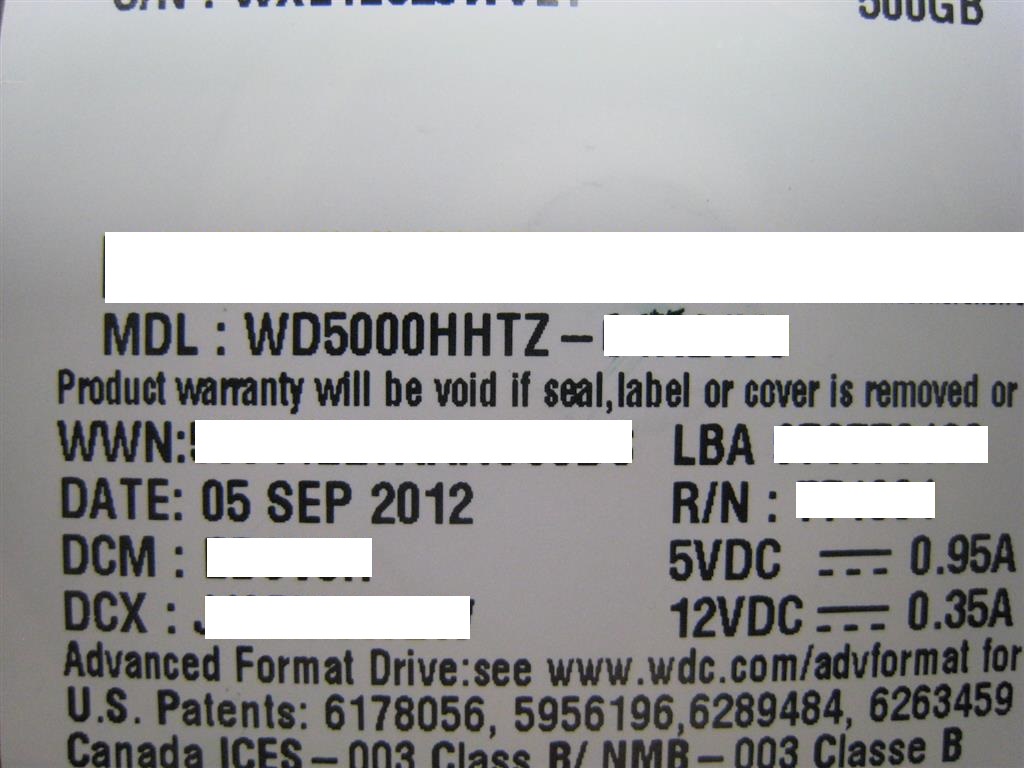 500GB
MDL : WD5000HHTZ –
Product warranty will be void if seal,label or cover is removed or
WWN: LBA
DATE: 05 SEP 2012 R/N :
DCM : 5VDC 0.95A
DCX : 12VDC 0.35A
Advanced Format Drive:see www.wdc.com/advformat for
U.S. Patents: 6178056, 5956196,6289484, 6263459
Canada ICES – 003 Class B/ NMB – 003 Classe B